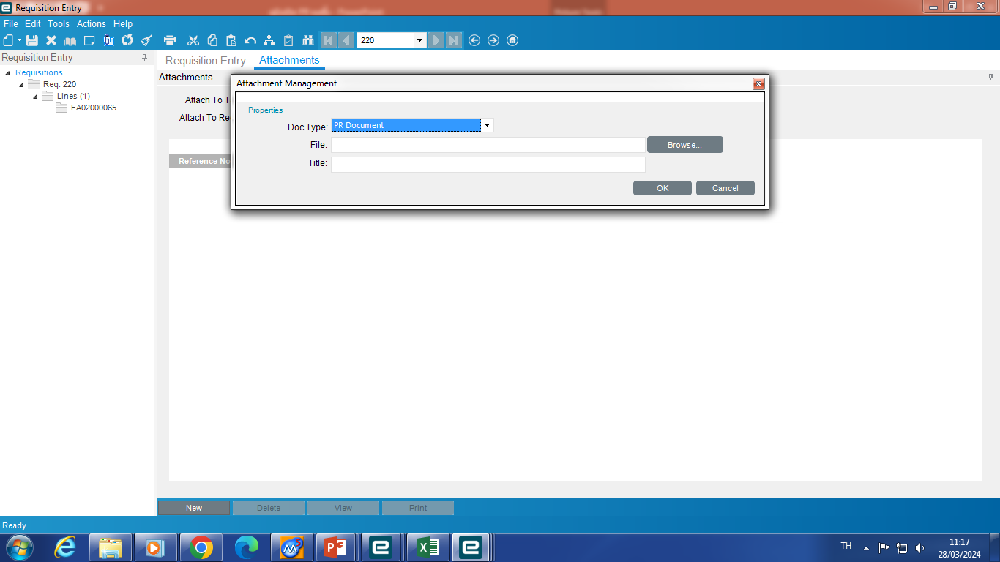 Requisition Entry
File Edit Tools Actions Help
220
Requisition Entry
Requisitions
Req: 220
Lines (1)
FA02000065
Requisition Entry Attachments
Attachments
Attach To T
Attach To Re
Reference No
Attachment Management
Properties
Doc Type: PR Document
File: Browse...
Title:
OK Cancel
New Delete View Print
Ready
TH
11:17
28/03/2024